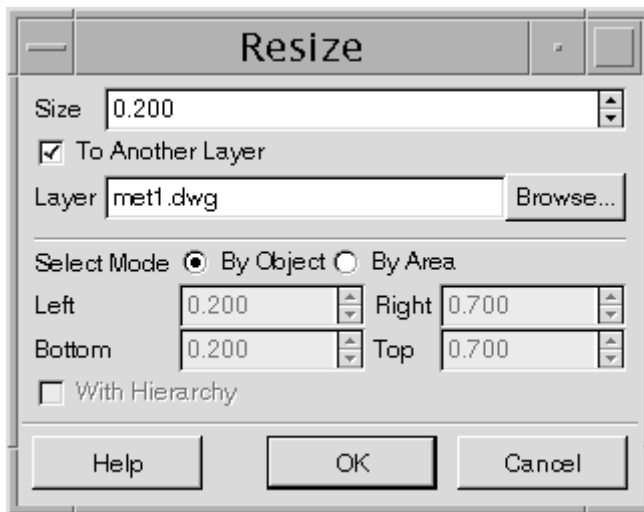 Resize
Size 0.200
To Another Layer
Layer met1.dwg Browse...
Select Mode By Object By Area
Left 0.200 Right 0.700
Bottom 0.200 Top 0.700
With Hierarchy
Help OK Cancel